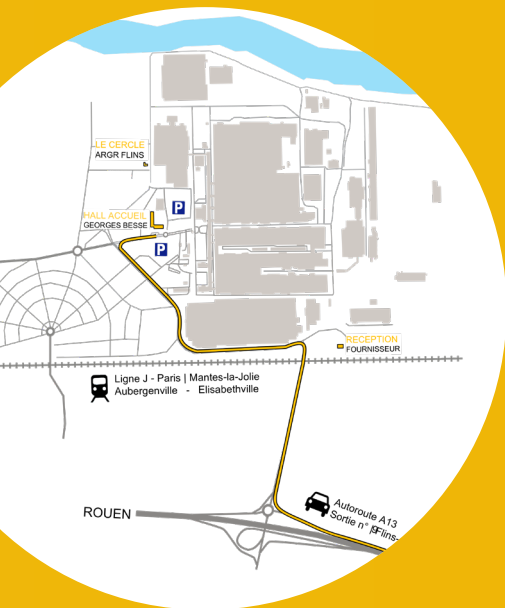 LE CERCLE
ARGR FLINS
P
HALL ACCUEIL
GEORGES BESSE
P
RECEPTION
FOURNISSEUR
Ligne J - Paris | Mantes-la-Jolie
Aubergenville - Elisabethville
ROUEN
Autoroute A13
Sortie n° Flins-